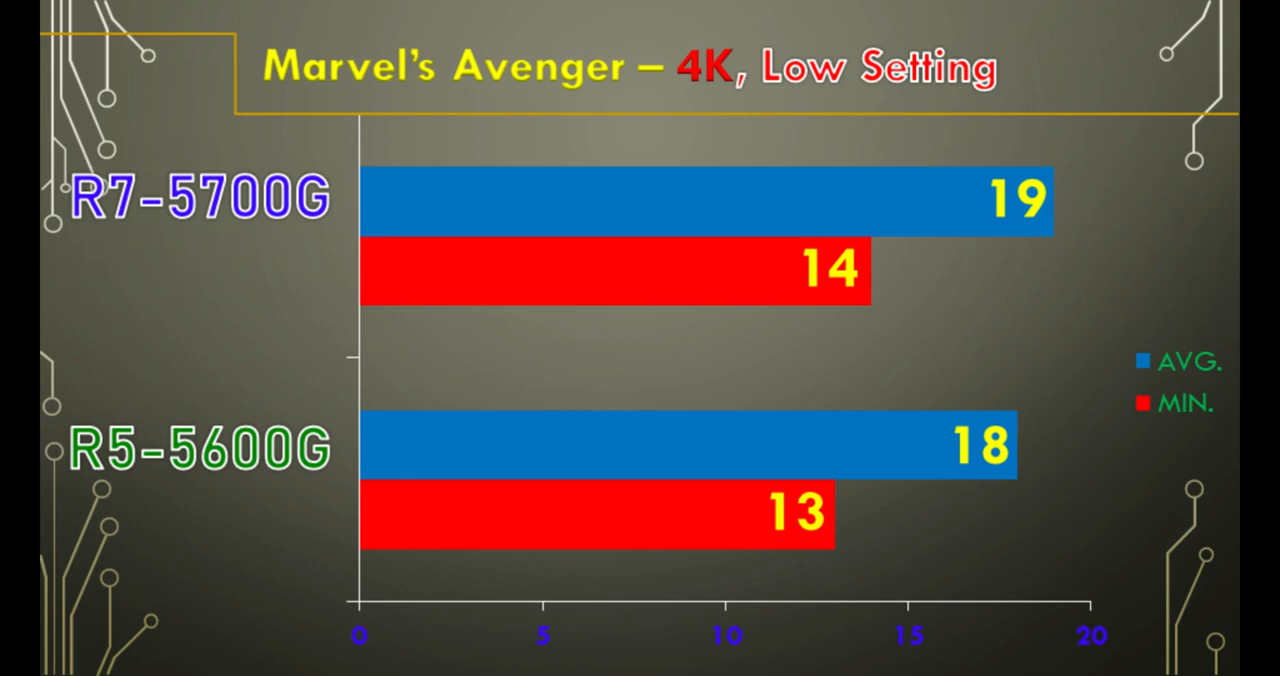 Marvel's Avenger – 4K, Low Setting
R7-5700G
19
14
AVG.
MIN.
R5-5600G
18
13
0 5 10 15 20